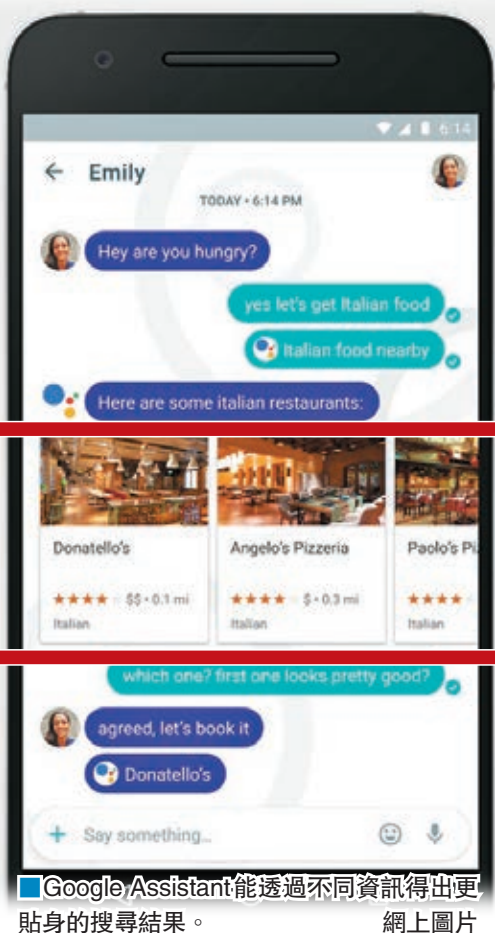 6:14
Emily
TODAY • 6:14 PM
Hey are you hungry?
yes let's get Italian food
Italian food nearby
Here are some italian restaurants:
Donatello's
Angelo's Pizzeria
Paolo's
$$ • 0.1 mi
$ • 0.3 mi
Italian
Italian
Italian
which one? first one looks pretty good?
agreed, let's book it
Donatello's
Say something...
■Google Assistant能透過不同資訊得出更
貼身的搜尋結果。 網上圖片